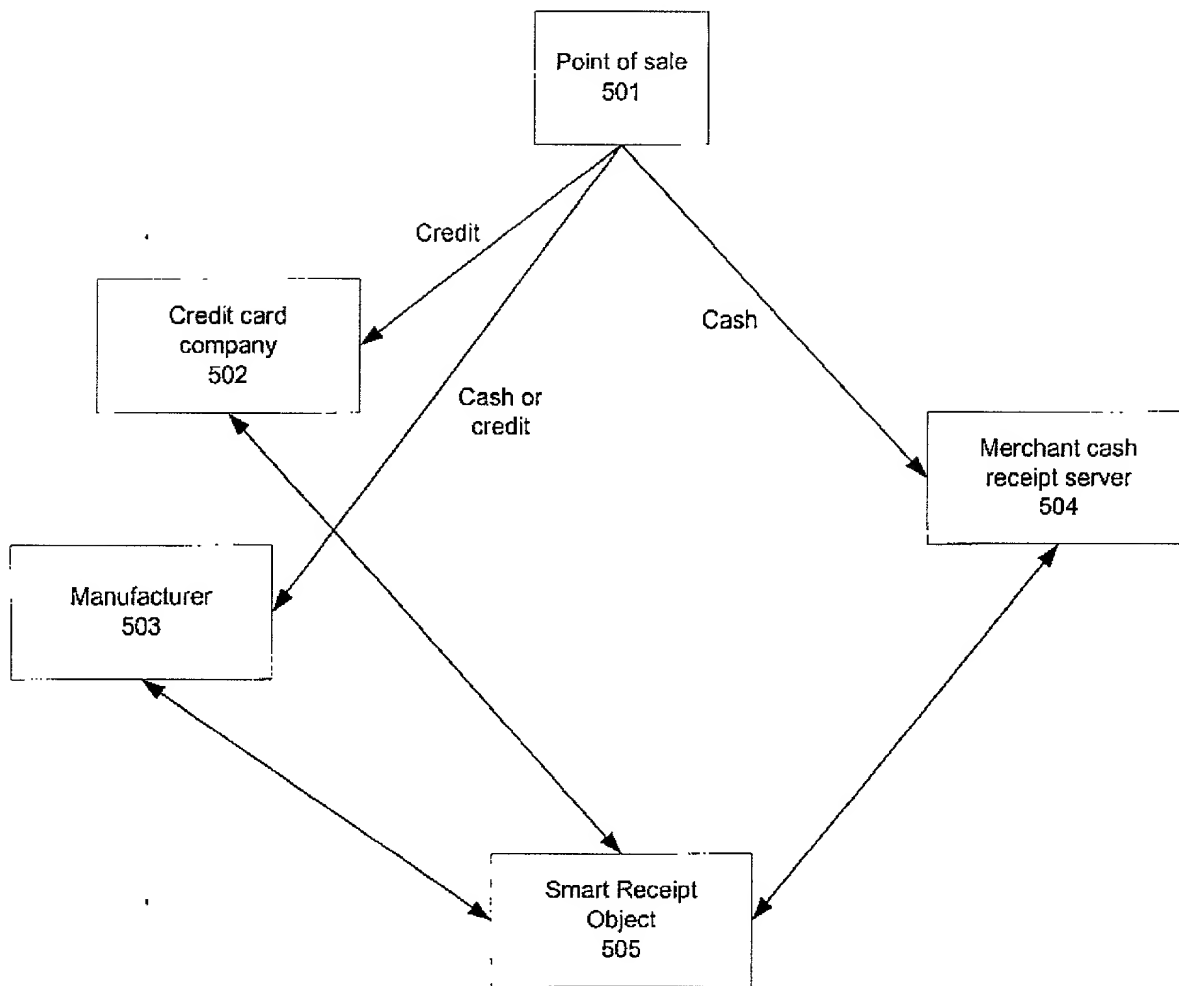 Point of sale
501
Credit
Credit card
company
502
Cash
Cash or
credit
Merchant cash
receipt server
504
Manufacturer
503
Smart Receipt
Object
505